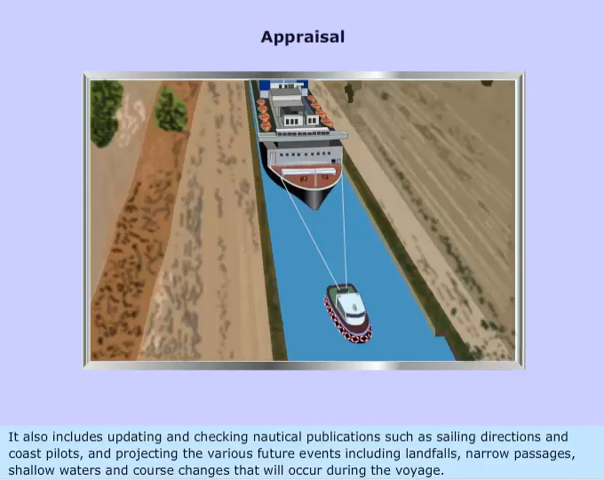 Appraisal
It also includes updating and checking nautical publications such as sailing directions and
coast pilots, and projecting the various future events including landfalls, narrow passages,
shallow waters and course changes that will occur during the voyage.